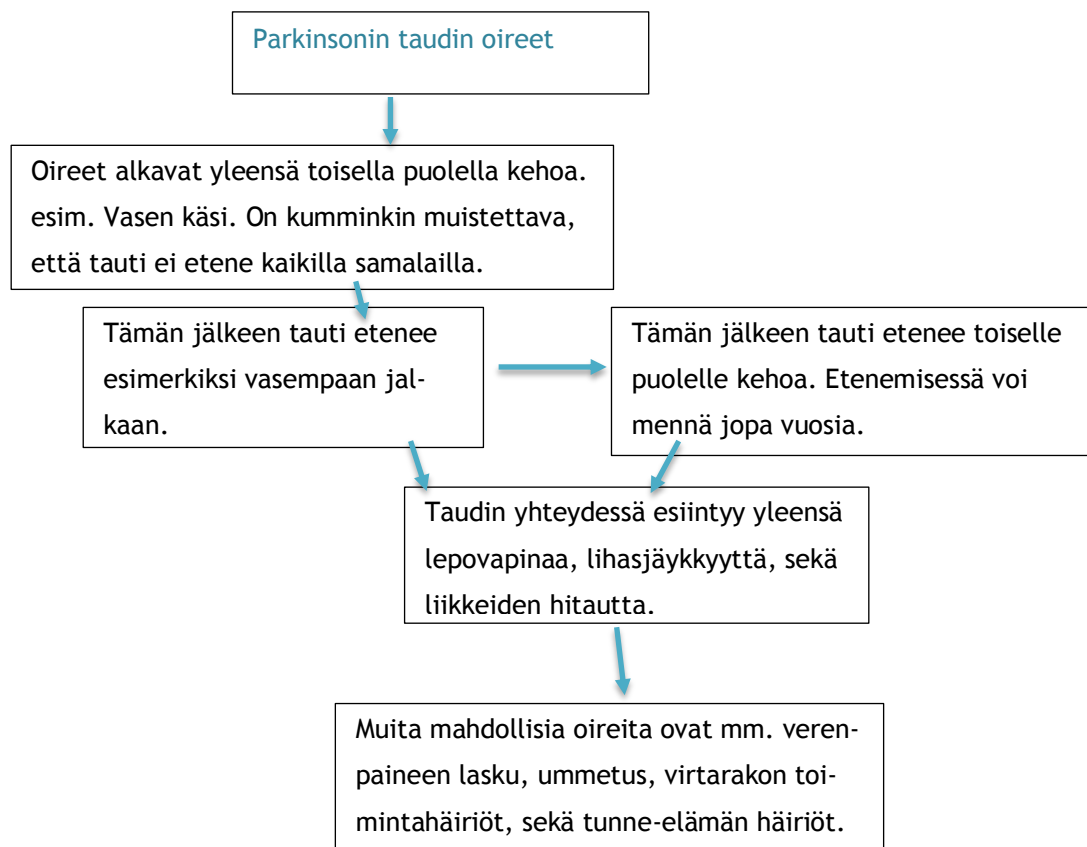 Parkinsonin taudin oireet
Oireet alkavat yleensä toisella puolella kehoa.
esim. Vasen käsi. On kumminkin muistettava,
että tauti ei etene kaikilla samalailla.
Tämän jälkeen tauti etenee
esimerkiksi vasempaan jal-
kaan.
Tämän jälkeen tauti etenee toiselle
puolelle kehoa. Etenemisessä voi
mennä jopa vuosia.
Taudin yhteydessä esiintyy yleensä
lepovapinaa, lihasjäykkyyttä, sekä
liikkeiden hitautta.
Muita mahdollisia oireita ovat mm. veren-
paineen lasku, ummetus, virtarakon toi-
mintahäiriöt, sekä tunne-elämän häiriöt.